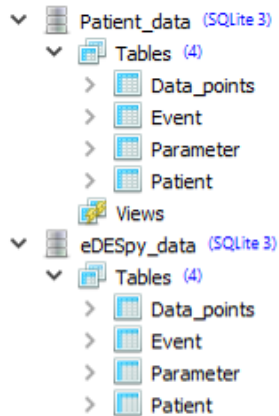 Patient_data (SQLite 3)
Tables (4)
Data_points
Event
Parameter
Patient
Views
eDESpy_data (SQLite 3)
Tables (4)
Data_points
Event
Parameter
Patient